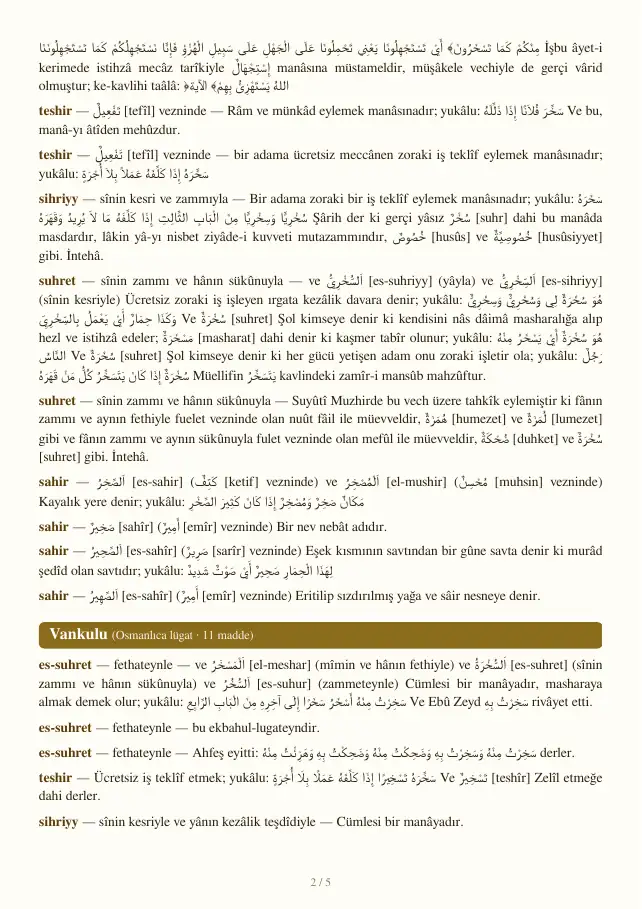 مِنْكُمْ كَمَا تَسْخَرُونَ﴾ أَيْ تَسْتَجْهِلُونَا يَعْنِي تَحْمِلُونَا عَلَى الْجَهْلِ عَلَى سَبِيلِ الْهُزْؤِ فَإِنَّا نَسْتَجْهِلُكُمْ كَمَا تَسْتَجْهِلُونَنَا İşbu âyet-i
kerimede istihzâ mecâz tarîkiyle إِسْتِجْهَالٌ manâsına müstameldir, müşâkele vechiyle de gerçi vârid
olmuştur; ke-kavlihi taâlâ: ﴿اللهُ يَسْتَهْزِئُ بِهِمْ﴾ الآية
teshir — تَفْعِيلٌ [tefîl] vezninde — Râm ve münkâd eylemek manâsınadır; yukâlu: سَخَّرَ فُلَانًا إِذَا ذَلَّلَهُ Ve bu,
manâ-yı âtîden mehûzdur.
teshir — تَفْعِيلٌ [tefîl] vezninde — bir adama ücretsiz meccânen zoraki iş teklîf eylemek manâsınadır;
yukâlu: سَخَّرَهُ إِذَا كَلَّفَهُ عَمَلاً بِلاَ أُجْرَةٍ
sihriyy — sînin kesri ve zammıyla — Bir adama zoraki bir iş teklîf eylemek manâsınadır; yukâlu: سَخَرَهُ
سُخْرِيًّا وَسِخْرِيًّا مِنَ الْبَابِ الثَّالِثِ إِذَا كَلَّفَهُ مَا لاَ يُرِيدُ وَقَهَرَهُ Şârih der ki gerçi yâsız سُخْرٌ [suhr] dahi bu manâda
masdardır, lâkin yâ-yı nisbet ziyâde-i kuvveti mutazammındır, خُصُوصٌ [husûs] ve خُصُوصِيَّةٌ [husûsiyyet]
gibi. İntehâ.
suhret — sînin zammı ve hânın sükûnuyla — ve اَلسُّخْرِيُّ [es-suhriyy] (yâyla) ve اَلسِّخْرِيُّ [es-sihriyy]
(sînin kesriyle) Ücretsiz zoraki iş işleyen ırgata kezâlik davara denir; yukâlu: هُوَ سُخْرَةٌ لِي وَسُخْرِيٌّ وَسِخْرِيٌّ
وَكَذَا حِمَارٌ أَيْ يَعْمَلُ بِالسِّخْرِيِّ Ve سُخْرَةٌ [suhret] Şol kimseye denir ki kendisini nâs dâimâ masharalığa alıp
hezl ve istihzâ edeler; مَسْخَرَةٌ [masharat] dahi denir ki kaşmer tabîr olunur; yukâlu: هُوَ سُخْرَةٌ أَيْ يَسْخَرُ مِنْهُ
النَّاسُ Ve سُخْرَةٌ [suhret] Şol kimseye denir ki her gücü yetişen adam onu zoraki işletir ola; yukâlu: رَجُلٌ
سُخْرَةٌ إِذَا كَانَ يَتَسَخَّرُ كُلُّ مَنْ قَهَرَهُ Müellifin يَتَسَخَّرُ kavlindeki zamîr-i mansûb mahzûftur.
suhret — sînin zammı ve hânın sükûnuyla — Suyûtî Muzhirde bu vech üzere tahkîk eylemiştir ki fânın
zammı ve aynın fethiyle fuelet vezninde olan nuût fâil ile müevveldir, هُمَزَةٌ [humezet] ve لُمَزَةٌ [lumezet]
gibi ve fânın zammı ve aynın sükûnuyla fulet vezninde olan mefûl ile müevveldir, ضُحْكَةٌ [duhket] ve سُخْرَةٌ
[suhret] gibi. İntehâ.
sahir — اَلسَّخِرُ [es-sahir] (كَتِفٌ [ketif] vezninde) ve اَلْمُسْخِرُ [el-mushir] (مُحْسِنٌ [muhsin] vezninde)
Kayalık yere denir; yukâlu: مَكَانٌ صَخِرٌ وَمُصْخِرٌ إِذَا كَانَ كَثِيرَ الصَّخْرِ
sahir — صَخِيرٌ [sahîr] (أَمِيرٌ [emîr] vezninde) Bir nev nebât adıdır.
sahir — اَلصَّحِيرُ [es-sahîr] (صَرِيرٌ [sarîr] vezninde) Eşek kısmının savtından bir gûne savta denir ki murâd
şedîd olan savtıdır; yukâlu: لِهَذَا الْحِمَارِ صَحِيرٌ أَيْ صَوْتٌ شَدِيدٌ
sahir — اَلصَّهِيرُ [es-sahîr] (أَمِيرٌ [emîr] vezninde) Eritilip sızdırılmış yağa ve sâir nesneye denir.
Vankulu (Osmanlıca lügat · 11 madde)
es-suhret — fethateynle — ve اَلْمَسْخَرُ [el-meshar] (mîmin ve hânın fethiyle) ve اَلسُّخْرَةُ [es-suhret] (sînin
zammı ve hânın sükûnuyla) ve اَلسُّخُرُ [es-suhur] (zammeteynle) Cümlesi bir manâyadır, masharaya
almak demek olur; yukâlu: سَخِرْتُ مِنْهُ أَسْخَرُ سَخَرًا إِلَى آخِرِهِ مِنَ الْبَابِ الرَّابِعِ Ve Ebû Zeyd سَخِرْتُ بِهِ rivâyet etti.
es-suhret — fethateynle — bu ekbahul-lugateyndir.
es-suhret — fethateynle — Ahfeş eyitti: سَخِرْتُ مِنْهُ وَسَخِرْتُ بِهِ وَضَحِكْتُ مِنْهُ وَضَحِكْتُ بِهِ وَهَزِئْتُ مِنْهُ derler.
teshir — Ücretsiz iş teklîf etmek; yukâlu: سَخَّرَهُ تَسْخِيرًا إِذَا كَلَّفَهُ عَمَلًا بِلَا أُجْرَةٍ Ve تَسْخِيرٌ [teshîr] Zelîl etmeğe
dahi derler.
sihriyy — sînin kesriyle ve yânın kezâlik teşdîdiyle — Cümlesi bir manâyadır.
2 / 5